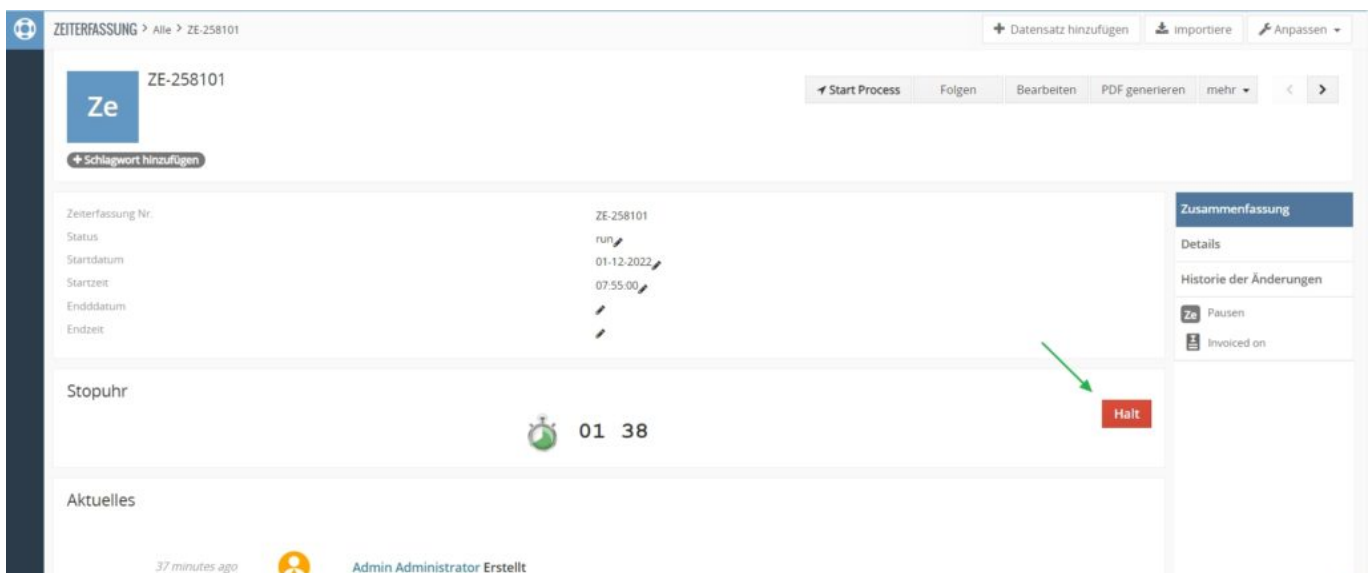 ZEITERFASSUNG > Alle > ZE-258101
Datensatz hinzufügen
Importiere
Anpassen
Ze
ZE-258101
Start Process
Folgen
Bearbeiten
PDF generieren
mehr
+ Schlagwort hinzufügen
Zeiterfassung Nr.
ZE-258101
Status
run
Startdatum
01-12-2022
Startzeit
07:55:00
Endddatum
Endzeit
Zusammenfassung
Details
Historie der Änderungen
Ze Pausen
Invoiced on
Stopuhr
01 38
Halt
Aktuelles
37 minutes ago
Admin Administrator Erstellt